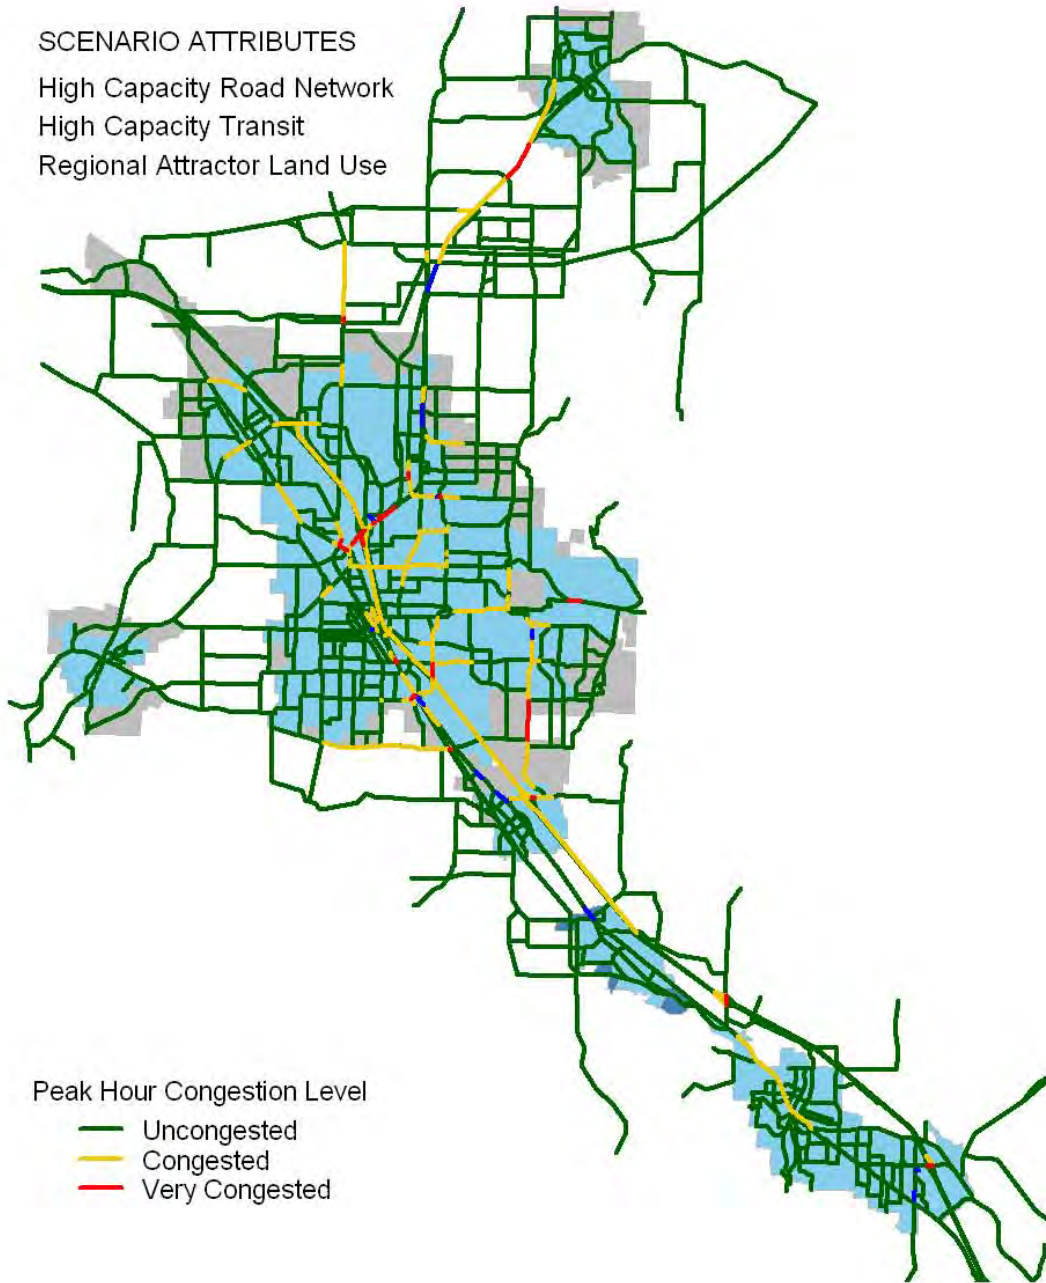 SCENARIO ATTRIBUTES
High Capacity Road Network
High Capacity Transit
Regional Attractor Land Use
Peak Hour Congestion Level
Uncongested
Congested
Very Congested